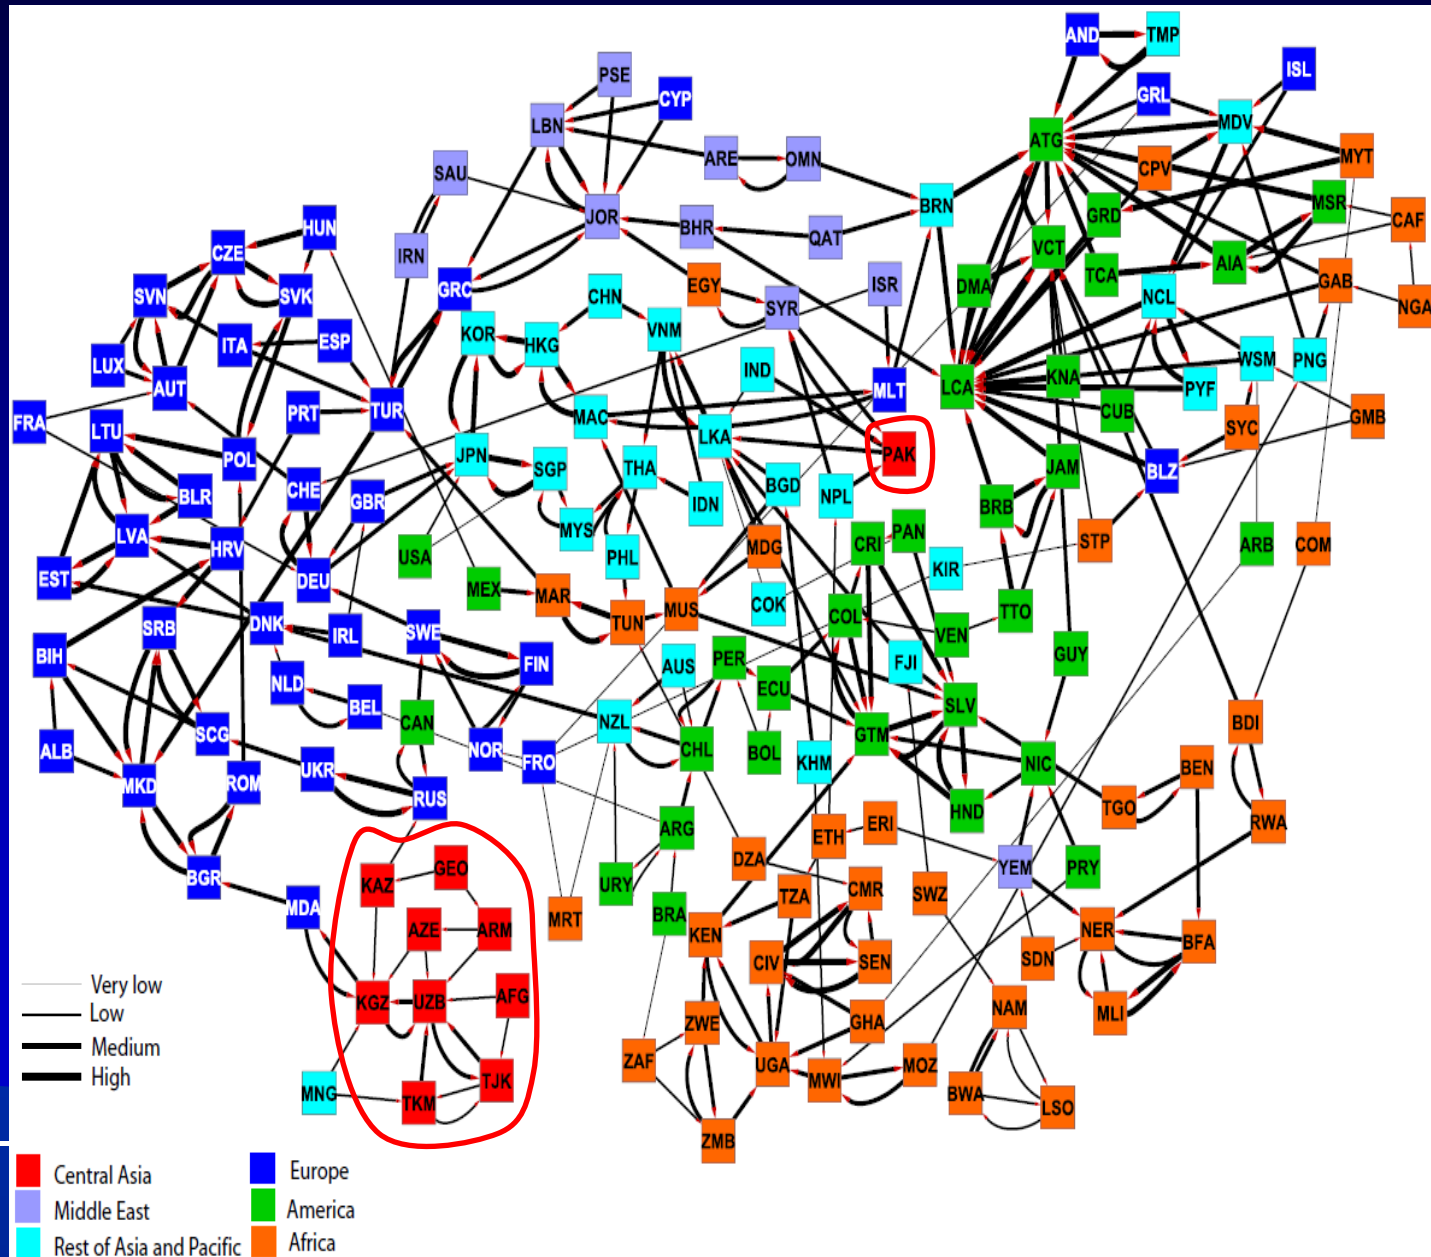 AND
TMP
ISL
PSE
CYP
GRL
LBN
MDV
ATG
MYT
ARE
OMN
CPV
SAU
BRN
GRD
MSR
CAF
JOR
BHR
QAT
HUN
CZE
IRN
VCT
TCA
AIA
GAB
NGA
SVN
SVK
GRC
CHN
EGY
SYR
ISR
DMA
NCL
ITA
ESP
KOR
HKG
VNM
IND
WSM
PNG
LUX
AUT
TUR
MLT
LCA
KNA
PYF
FRA
LTU
PRT
MAC
CUB
SYC
GMB
POL
JPN
SGP
THA
LKA
PAK
JAM
BLZ
BLR
CHE
GBR
IDN
BGD
NPL
BRB
LVA
HRV
USA
MYS
PHL
MDG
CRI
PAN
KIR
STP
ARB
COM
EST
DEU
MEX
MAR
TUN
MUS
COK
COL
VEN
TTO
SRB
DNK
IRL
SWE
BIH
FIN
AUS
PER
FJI
GUY
NLD
BEL
CAN
NZL
ECU
SLV
ALB
SCG
NOR
FRO
CHL
BOL
GTM
KHM
NIC
BDI
MKD
ROM
UKR
RUS
HND
TGO
BEN
ARG
ETH
ERI
RWA
BGR
KAZ
GEO
URY
DZA
TZA
CMR
YEM
PRY
MDA
AZE
ARM
MRT
BRA
KEN
SWZ
NER
BFA
CIV
SEN
SDN
Very low
Low
Medium
High
KGZ
UZB
AFG
ZWE
GHA
NAM
MLI
MNG
TKM
TJK
ZAF
UGA
MWI
MOZ
BWA
LSO
ZMB
Central Asia
Europe
Middle East
America
Rest of Asia and Pacific
Africa